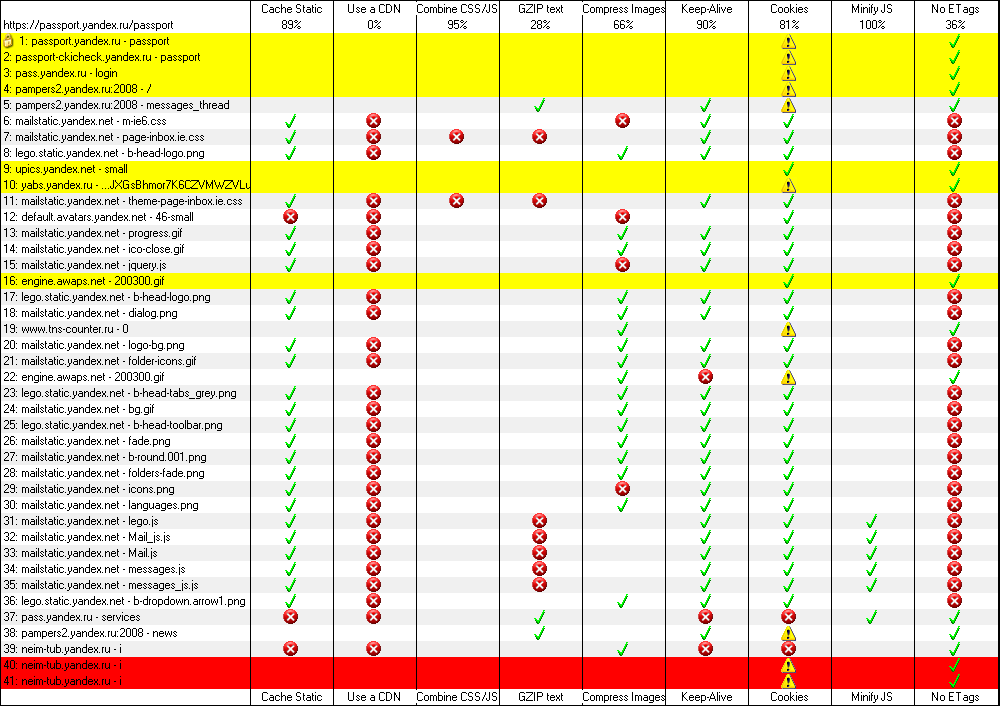 Cache Static Use a CDN Combine CSS/JS GZIP text Compress Images Keep-Alive Cookies Minify JS No ETags
https://passport.yandex.ru/passport 89% 0% 95% 28% 66% 90% 81% 100% 36%
1: passport.yandex.ru - passport
2: passport-ckicheck.yandex.ru - passport
3: pass.yandex.ru - login
4: pampers2.yandex.ru:2008 - /
5: pampers2.yandex.ru:2008 - messages_thread
6: mailstatic.yandex.net - m-ie6.css
7: mailstatic.yandex.net - page-inbox.ie.css
8: lego.static.yandex.net - b-head-logo.png
9: upics.yandex.net - small
10: yabs.yandex.ru - ...JXGsBhmor7K6CZVMWZVLu
11: mailstatic.yandex.net - theme-page-inbox.ie.css
12: default.avatars.yandex.net - 46-small
13: mailstatic.yandex.net - progress.gif
14: mailstatic.yandex.net - ico-close.gif
15: mailstatic.yandex.net - jquery.js
16: engine.awaps.net - 200300.gif
17: lego.static.yandex.net - b-head-logo.png
18: mailstatic.yandex.net - dialog.png
19: www.tns-counter.ru - 0
20: mailstatic.yandex.net - logo-bg.png
21: mailstatic.yandex.net - folder-icons.gif
22: engine.awaps.net - 200300.gif
23: lego.static.yandex.net - b-head-tabs_grey.png
24: mailstatic.yandex.net - bg.gif
25: lego.static.yandex.net - b-head-toolbar.png
26: mailstatic.yandex.net - fade.png
27: mailstatic.yandex.net - b-round.001.png
28: mailstatic.yandex.net - folders-fade.png
29: mailstatic.yandex.net - icons.png
30: mailstatic.yandex.net - languages.png
31: mailstatic.yandex.net - lego.js
32: mailstatic.yandex.net - Mail_js.js
33: mailstatic.yandex.net - Mail.js
34: mailstatic.yandex.net - messages.js
35: mailstatic.yandex.net - messages_js.js
36: lego.static.yandex.net - b-dropdown.arrow1.png
37: pass.yandex.ru - services
38: pampers2.yandex.ru:2008 - news
39: neim-tub.yandex.ru - i
40: neim-tub.yandex.ru - i
41: neim-tub.yandex.ru - i
Cache Static Use a CDN Combine CSS/JS GZIP text Compress Images Keep-Alive Cookies Minify JS No ETags